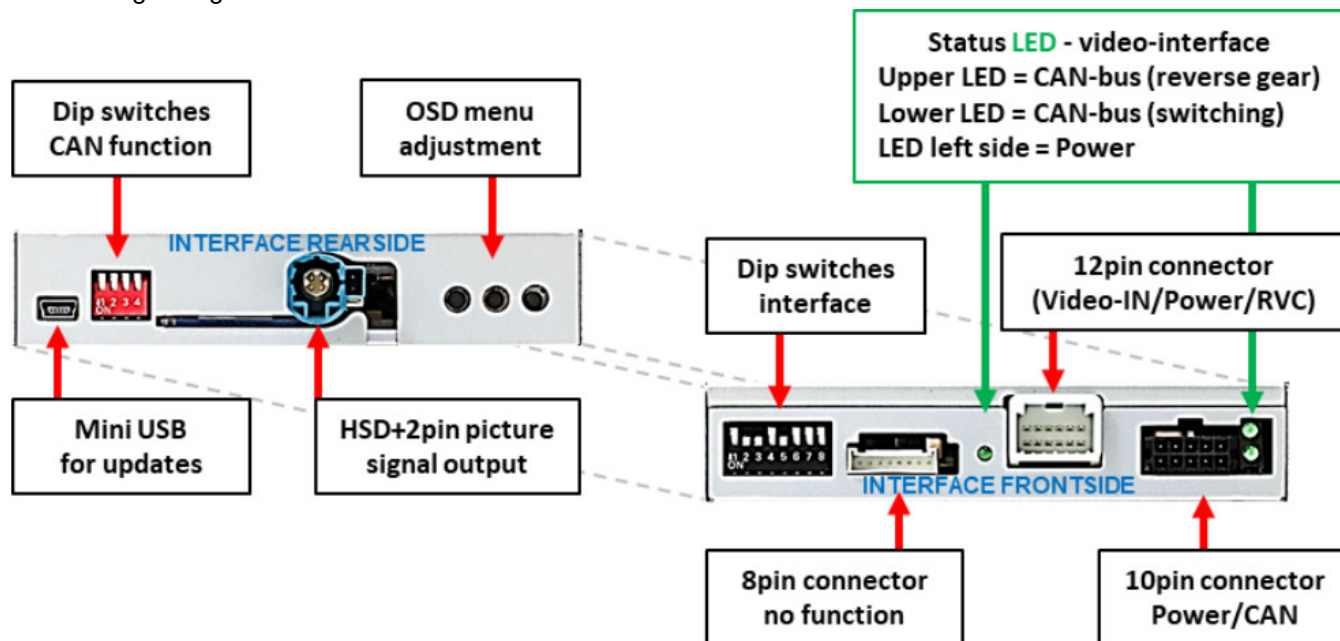 Status LED - video-interface
Upper LED = CAN-bus (reverse gear)
Lower LED = CAN-bus (switching)
LED left side = Power
Dip switches
CAN function
OSD menu
adjustment
INTERFACE REARSIDE
#1 2 3 4
ON
Dip switches
interface
12pin connector
(Video-IN/Power/RVC)
Mini USB
for updates
HSD+2pin picture
signal output
#1 2 3 4 5 6 7 8
ON
INTERFACE FRONTSIDE
8pin connector
no function
10pin connector
Power/CAN